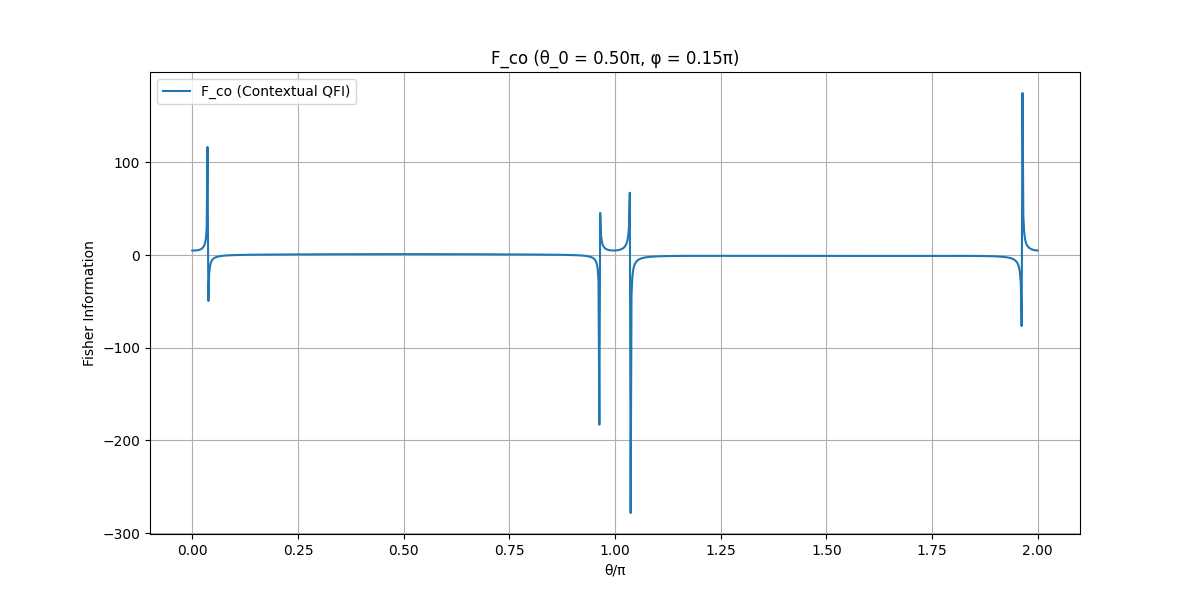 F_co (θ_0 = 0.50π, φ = 0.15π)
F_co (Contextual QFI)
Fisher Information
100
0
−100
−200
−300
0.00 0.25 0.50 0.75 1.00 1.25 1.50 1.75 2.00
θ/π